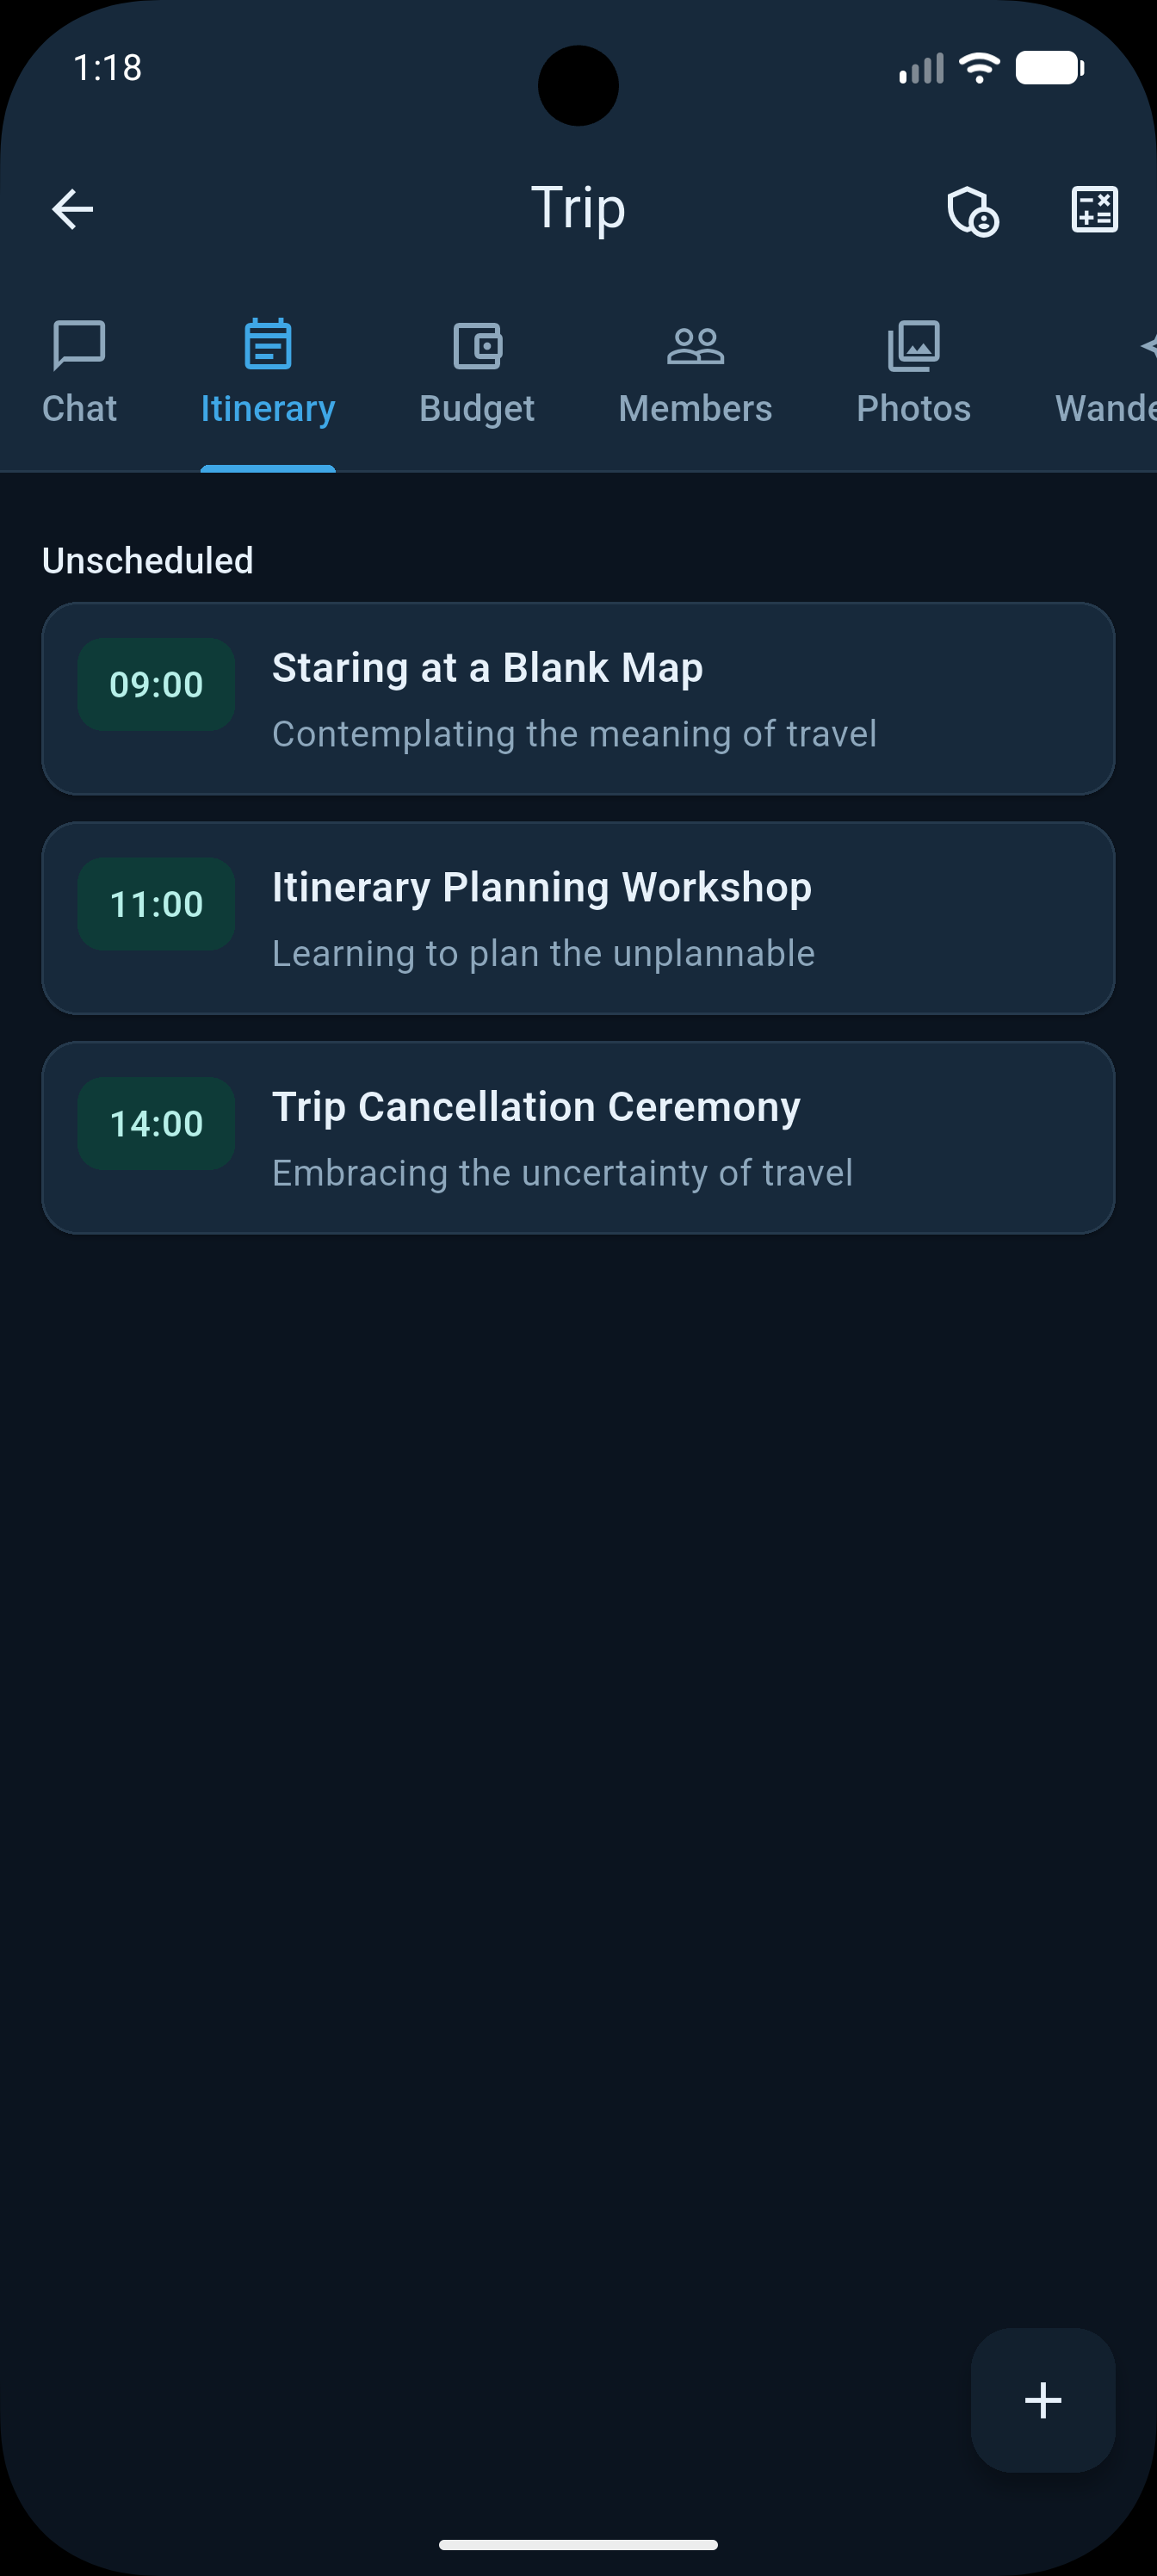 1:18
Trip
Chat
Itinerary
Budget
Members
Photos
Wande
Unscheduled
09:00
Staring at a Blank Map
Contemplating the meaning of travel
11:00
Itinerary Planning Workshop
Learning to plan the unplannable
14:00
Trip Cancellation Ceremony
Embracing the uncertainty of travel